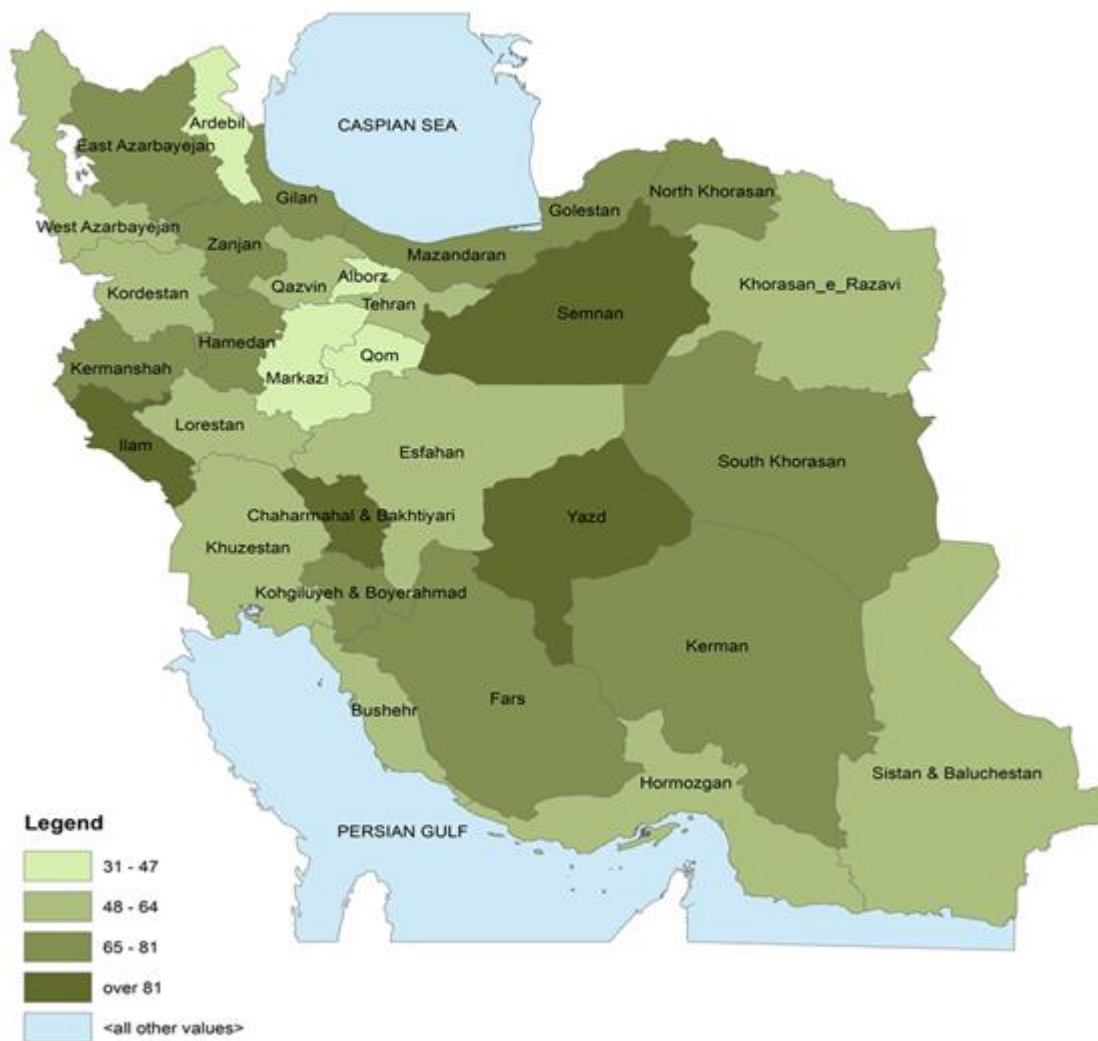 CASPIAN SEA
Ardebil
East Azarbayejan
North Khorasan
Gilan
Golestan
West Azarbayejan
Zanjan
Mazandaran
Alborz
Qazvin
Khorasan_e_Razavi
Kordestan
Tehran
Semnan
Hamedan
Qom
Kermanshah
Markazi
Lorestan
Ilam
Esfahan
South Khorasan
Chaharmahal & Bakhtiyari
Yazd
Khuzestan
Kohgiluyeh & Boyerahmad
Kerman
Fars
Bushehr
Hormozgan
Sistan & Baluchestan
PERSIAN GULF
Legend
31 - 47
48 - 64
65 - 81
over 81
<all other values>